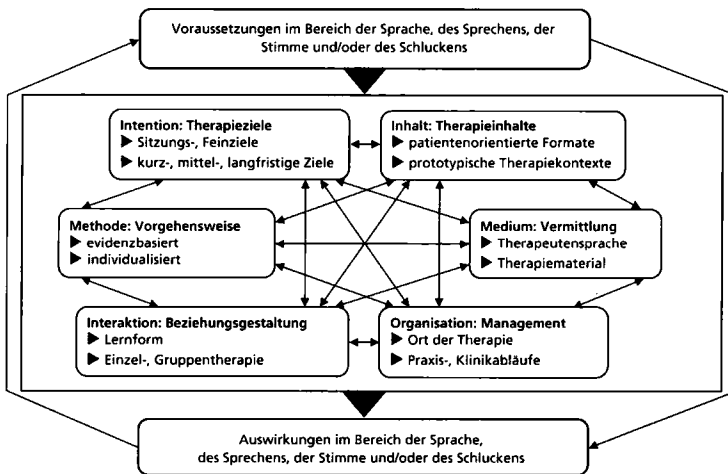 Voraussetzungen im Bereich der Sprache, des Sprechens, der
Stimme und/oder des Schluckens
Intention: Therapieziele
▶ Sitzungs-, Feinziele
▶ kurz-, mittel-, langfristige Ziele
Inhalt: Therapieinhalte
▶ patientenorientierte Formate
▶ prototypische Therapiekontexte
Methode: Vorgehensweise
▶ evidenzbasiert
▶ individualisiert
Medium: Vermittlung
▶ Therapeutensprache
▶ Therapiematerial
Interaktion: Beziehungsgestaltung
▶ Lernform
▶ Einzel-, Gruppentherapie
Organisation: Management
▶ Ort der Therapie
▶ Praxis-, Klinikabläufe
Auswirkungen im Bereich der Sprache,
des Sprechens, der Stimme und/oder des Schluckens